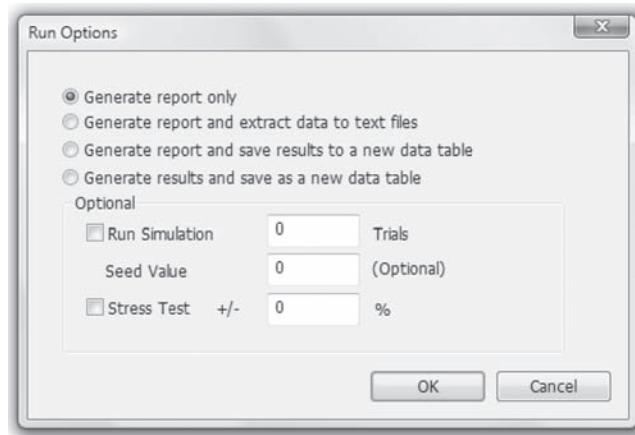 Run Options
Generate report only
Generate report and extract data to text files
Generate report and save results to a new data table
Generate results and save as a new data table
Optional
Run Simulation 0 Trials
Seed Value 0 (Optional)
Stress Test +/- 0 %
OK Cancel